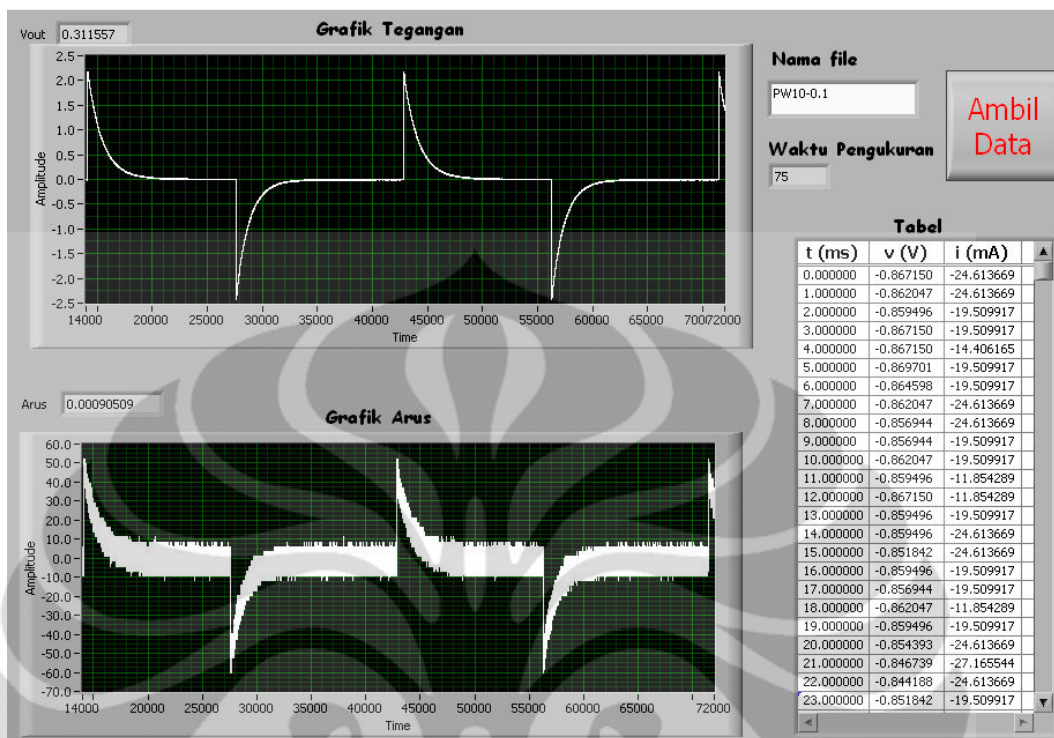 Vout 0.311557
Grafik Tegangan
2.5
2.0
1.5
1.0
0.5
0.0
-0.5
-1.0
-1.5
-2.0
-2.5
Amplitude
14000 20000 25000 30000 35000 40000 45000 50000 55000 60000 65000 70072000
Time
Nama file
PW10-0.1
Waktu Pengukuran
75
Ambil
Data
Arus 0.00090509
Grafik Arus
60.0
50.0
40.0
30.0
20.0
10.0
0.0
-10.0
-20.0
-30.0
-40.0
-50.0
-60.0
-70.0
Amplitude
14000 20000 25000 30000 35000 40000 45000 50000 55000 60000 65000 72000
Time
Tabel
t (ms) v (V) i (mA)
0.000000 -0.867150 -24.613669
1.000000 -0.862047 -24.613669
2.000000 -0.859496 -19.509917
3.000000 -0.867150 -19.509917
4.000000 -0.867150 -14.406165
5.000000 -0.869701 -19.509917
6.000000 -0.864598 -19.509917
7.000000 -0.862047 -24.613669
8.000000 -0.856944 -24.613669
9.000000 -0.856944 -19.509917
10.000000 -0.862047 -19.509917
11.000000 -0.859496 -11.854289
12.000000 -0.867150 -11.854289
13.000000 -0.859496 -19.509917
14.000000 -0.859496 -24.613669
15.000000 -0.851842 -24.613669
16.000000 -0.859496 -19.509917
17.000000 -0.856944 -19.509917
18.000000 -0.862047 -11.854289
19.000000 -0.859496 -19.509917
20.000000 -0.854393 -24.613669
21.000000 -0.846739 -27.165544
22.000000 -0.844188 -24.613669
23.000000 -0.851842 -19.509917